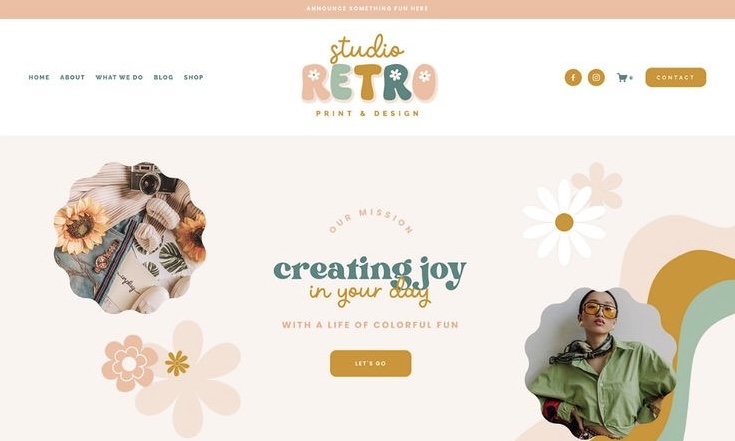 ANNOUNCE SOMETHING FUN HERE
HOME ABOUT WHAT WE DO BLOG SHOP
studio
RETRO
PRINT & DESIGN
f
0
CONTACT
OUR MISSION
creating joy
in your day
WITH A LIFE OF COLORFUL FUN
LET'S GO